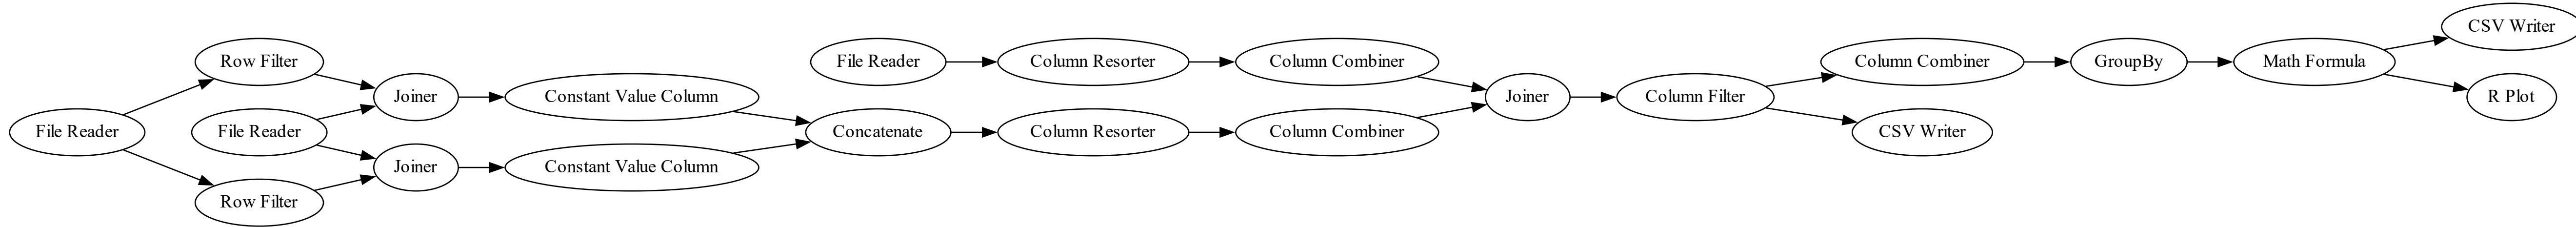 File Reader
Row Filter
File Reader
Row Filter
Joiner
Joiner
Constant Value Column
Constant Value Column
File Reader
Concatenate
Column Resorter
Column Resorter
Column Combiner
Column Combiner
Joiner
Column Filter
Column Combiner
CSV Writer
GroupBy
Math Formula
CSV Writer
R Plot